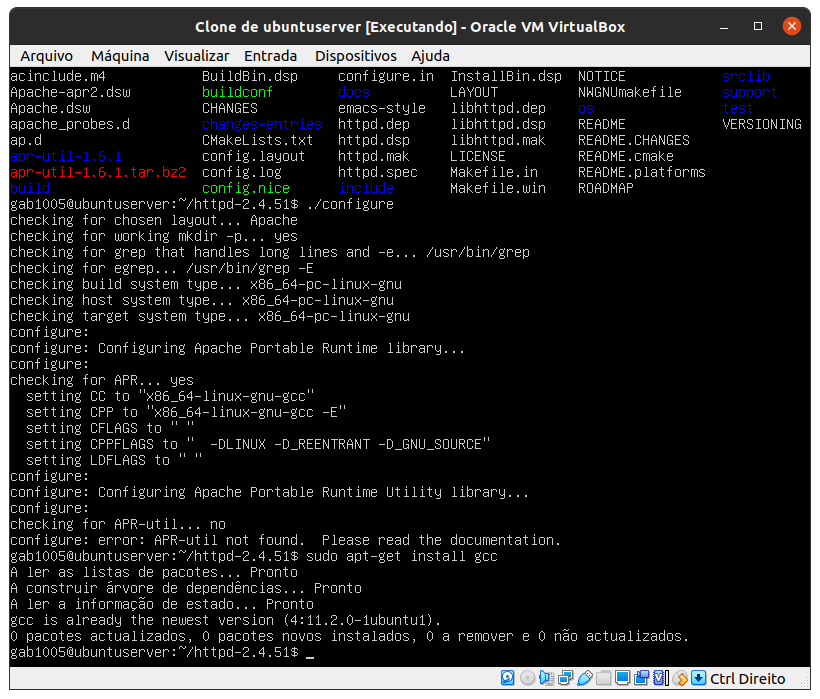 Clone de ubuntuserver [Executando] - Oracle VM VirtualBox
Arquivo Máquina Visualizar Entrada Dispositivos Ajuda
acinclude.m4 BuildBin.dsp configure.in InstallBin.dsp NOTICE srclib
Apache-apr2.dsw buildconf docs LAYOUT NWGNUmakefile support
Apache.dsw CHANGES emacs-style libhttpd.dep os test
apache_probes.d changes-entries httpd.dep libhttpd.dsp README VERSIONING
ap.d CMakeLists.txt httpd.dsp libhttpd.mak README.CHANGES
apr-util-1.6.1 config.layout httpd.mak LICENSE README.cmake
apr-util-1.6.1.tar.bz2 config.log httpd.spec Makefile.in README.platforms
build config.nice include Makefile.win ROADMAP
gab1005@ubuntuserver:~/httpd-2.4.51$ ./configure
checking for chosen layout... Apache
checking for working mkdir -p... yes
checking for grep that handles long lines and -e... /usr/bin/grep
checking for egrep... /usr/bin/grep -E
checking build system type... x86_64-pc-linux-gnu
checking host system type... x86_64-pc-linux-gnu
checking target system type... x86_64-pc-linux-gnu
configure:
configure: Configuring Apache Portable Runtime library...
configure:
checking for APR... yes
setting CC to "x86_64-linux-gnu-gcc"
setting CPP to "x86_64-linux-gnu-gcc -E"
setting CFLAGS to " "
setting CPPFLAGS to "  -DLINUX -D_REENTRANT -D_GNU_SOURCE"
setting LDFLAGS to " "
configure:
configure: Configuring Apache Portable Runtime Utility library...
configure:
checking for APR-util... no
configure: error: APR-util not found.  Please read the documentation.
gab1005@ubuntuserver:~/httpd-2.4.51$ sudo apt-get install gcc
A ler as listas de pacotes... Pronto
A construir árvore de dependências... Pronto
A ler a informação de estado... Pronto
gcc is already the newest version (4:11.2.0-1ubuntu1).
0 pacotes actualizados, 0 pacotes novos instalados, 0 a remover e 0 não actualizados.
gab1005@ubuntuserver:~/httpd-2.4.51$ _
Ctrl Direito